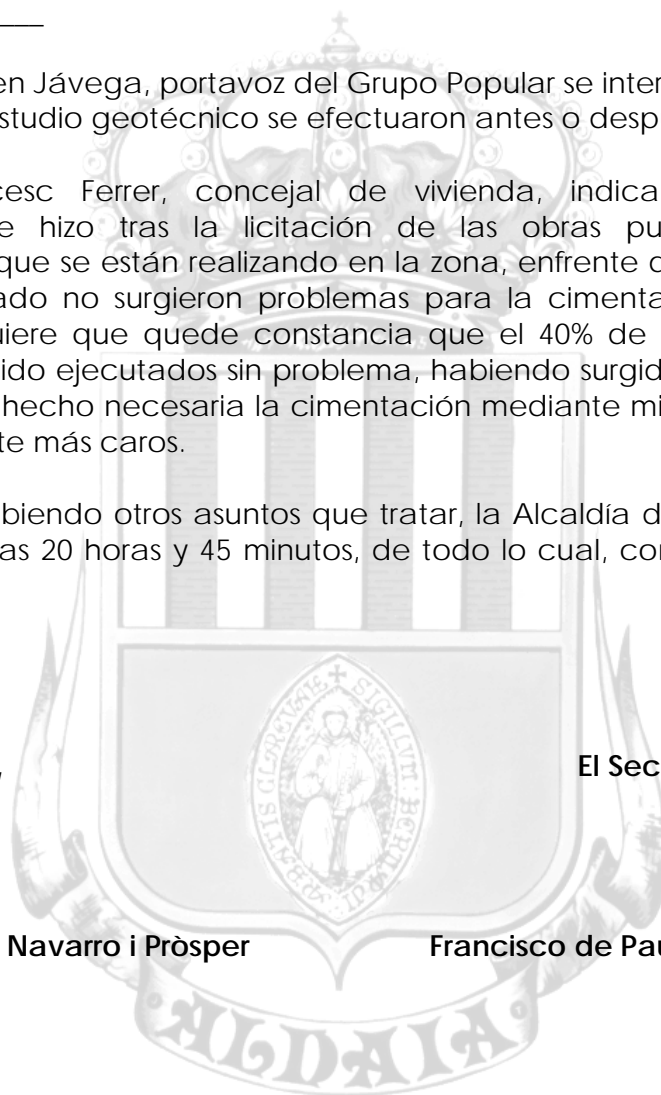 en Jávega, portavoz del Grupo Popular se inter
studio geotécnico se efectuaron antes o desp
cesc Ferrer, concejal de vivienda, indica
e hizo tras la licitación de las obras pu
que se están realizando en la zona, enfrente d
ado no surgieron problemas para la cimenta
uiere que quede constancia que el 40% de
ido ejecutados sin problema, habiendo surgid
hecho necesaria la cimentación mediante mi
te más caros.
biendo otros asuntos que tratar, la Alcaldía d
as 20 horas y 45 minutos, de todo lo cual, cor
, El Sec
Navarro i Pròsper Francisco de Pau
SIGILLUM:
ALDAIA